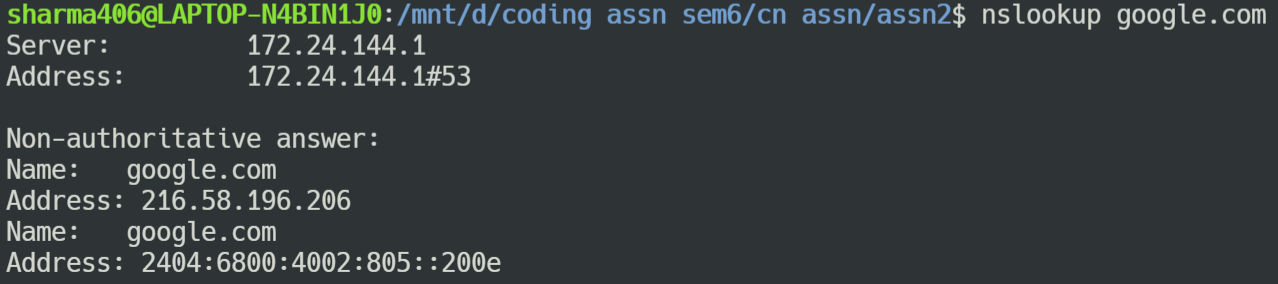 sharma406@LAPTOP-N4BIN1J0:/mnt/d/coding assn sem6/cn assn/assn2$ nslookup google.com
Server:         172.24.144.1
Address:        172.24.144.1#53

Non-authoritative answer:
Name:   google.com
Address: 216.58.196.206
Name:   google.com
Address: 2404:6800:4002:805::200e